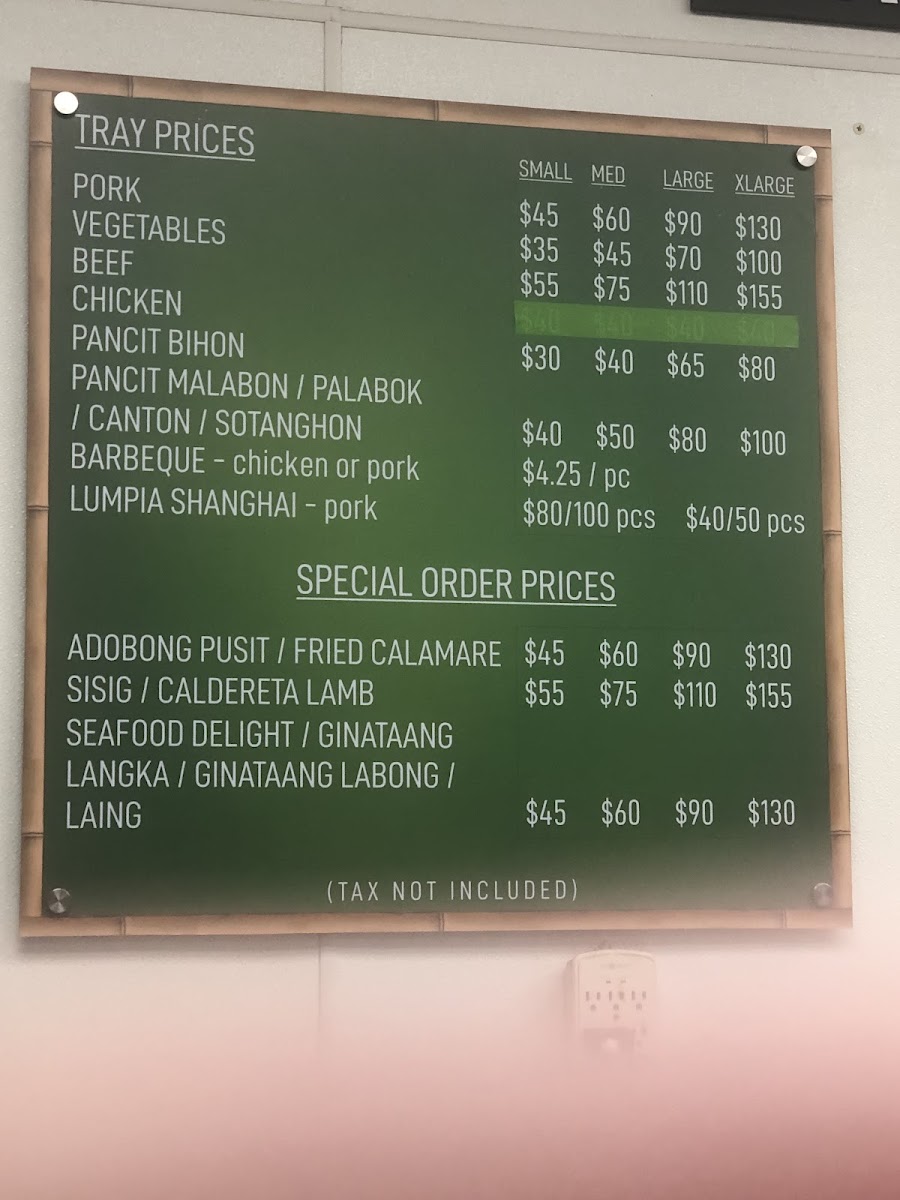 TRAY PRICES
SMALL MED LARGE XLARGE
PORK $45 $60 $90 $130
VEGETABLES $35 $45 $70 $100
BEEF $55 $75 $110 $155
CHICKEN $40 $40 $40 $40
PANCIT BIHON $30 $40 $65 $80
PANCIT MALABON / PALABOK
/ CANTON / SOTANGHON $40 $50 $80 $100
BARBEQUE - chicken or pork $4.25 / pc
LUMPIA SHANGHAI - pork $80/100 pcs $40/50 pcs
SPECIAL ORDER PRICES
ADOBONG PUSIT / FRIED CALAMARE $45 $60 $90 $130
SISIG / CALDERETA LAMB $55 $75 $110 $155
SEAFOOD DELIGHT / GINATAANG
LANGKA / GINATAANG LABONG /
LAING $45 $60 $90 $130
(TAX NOT INCLUDED)